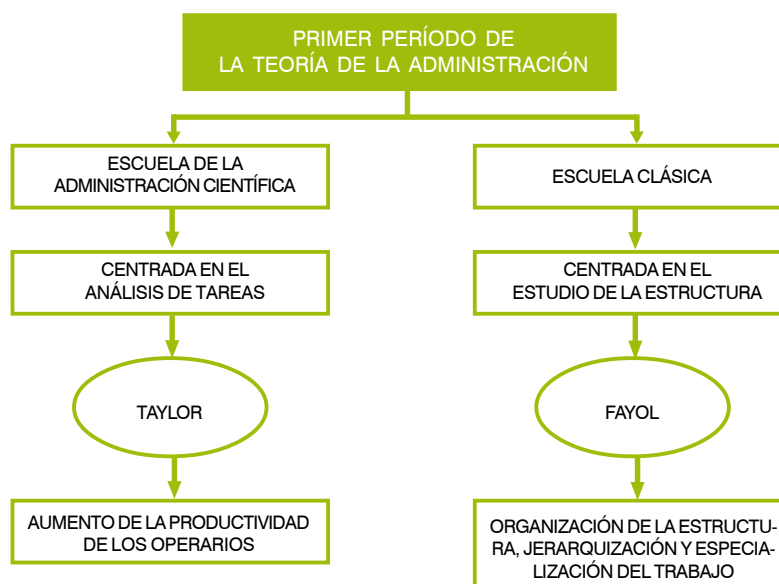 PRIMER PERÍODO DE
LA TEORÍA DE LA ADMINISTRACIÓN
ESCUELA DE LA
ADMINISTRACIÓN CIENTÍFICA
ESCUELA CLÁSICA
CENTRADA EN EL
ANÁLISIS DE TAREAS
CENTRADA EN EL
ESTUDIO DE LA ESTRUCTURA
TAYLOR
FAYOL
AUMENTO DE LA PRODUCTIVIDAD
DE LOS OPERARIOS
ORGANIZACIÓN DE LA ESTRUCTU-
RA, JERARQUIZACIÓN Y ESPECIA-
LIZACIÓN DEL TRABAJO